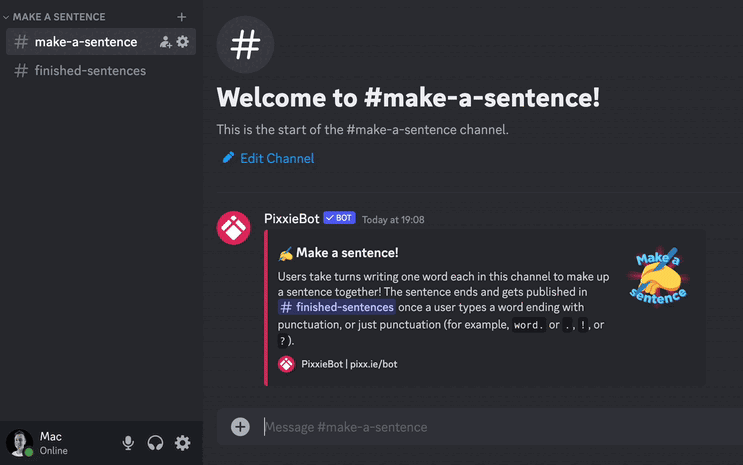 MAKE A SENTENCE
make-a-sentence
finished-sentences
Welcome to #make-a-sentence!
This is the start of the #make-a-sentence channel.
Edit Channel
PixxieBot BOT Today at 19:08
✍️ Make a sentence!
Users take turns writing one word each in this channel to make up
a sentence together! The sentence ends and gets published in
# finished-sentences once a user types a word ending with
punctuation, or just punctuation (for example, word. or ., !, or
?).
PixxieBot | pixx.ie/bot
Make a
sentence
Mac
Online
Message #make-a-sentence